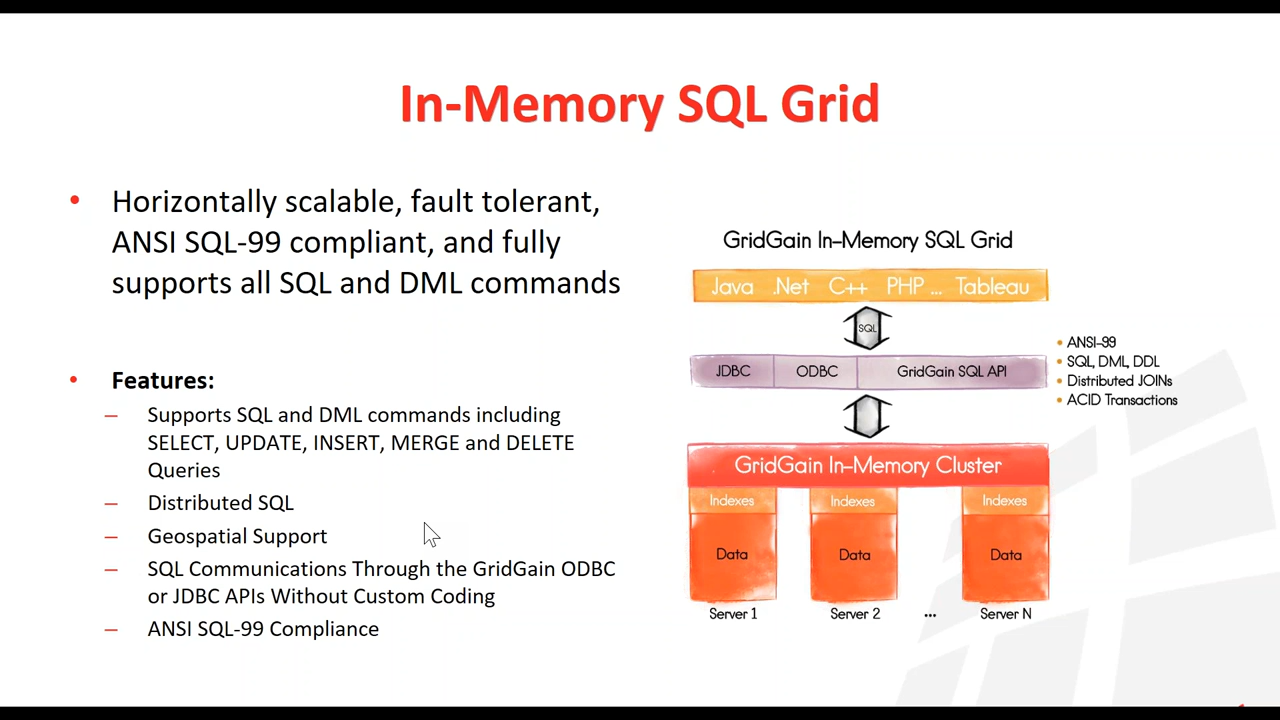 In-Memory SQL Grid
• Horizontally scalable, fault tolerant,
ANSI SQL-99 compliant, and fully
supports all SQL and DML commands
• Features:
– Supports SQL and DML commands including
SELECT, UPDATE, INSERT, MERGE and DELETE
Queries
– Distributed SQL
– Geospatial Support
– SQL Communications Through the GridGain ODBC
or JDBC APIs Without Custom Coding
– ANSI SQL-99 Compliance
GridGain In-Memory SQL Grid
Java .Net C++ PHP ... Tableau
SQL
JDBC ODBC GridGain SQL API
• ANSI-99
• SQL, DML, DDL
• Distributed JOINs
• ACID Transactions
GridGain In-Memory Cluster
Indexes Indexes Indexes
Data Data Data
Server 1 Server 2 ... Server N